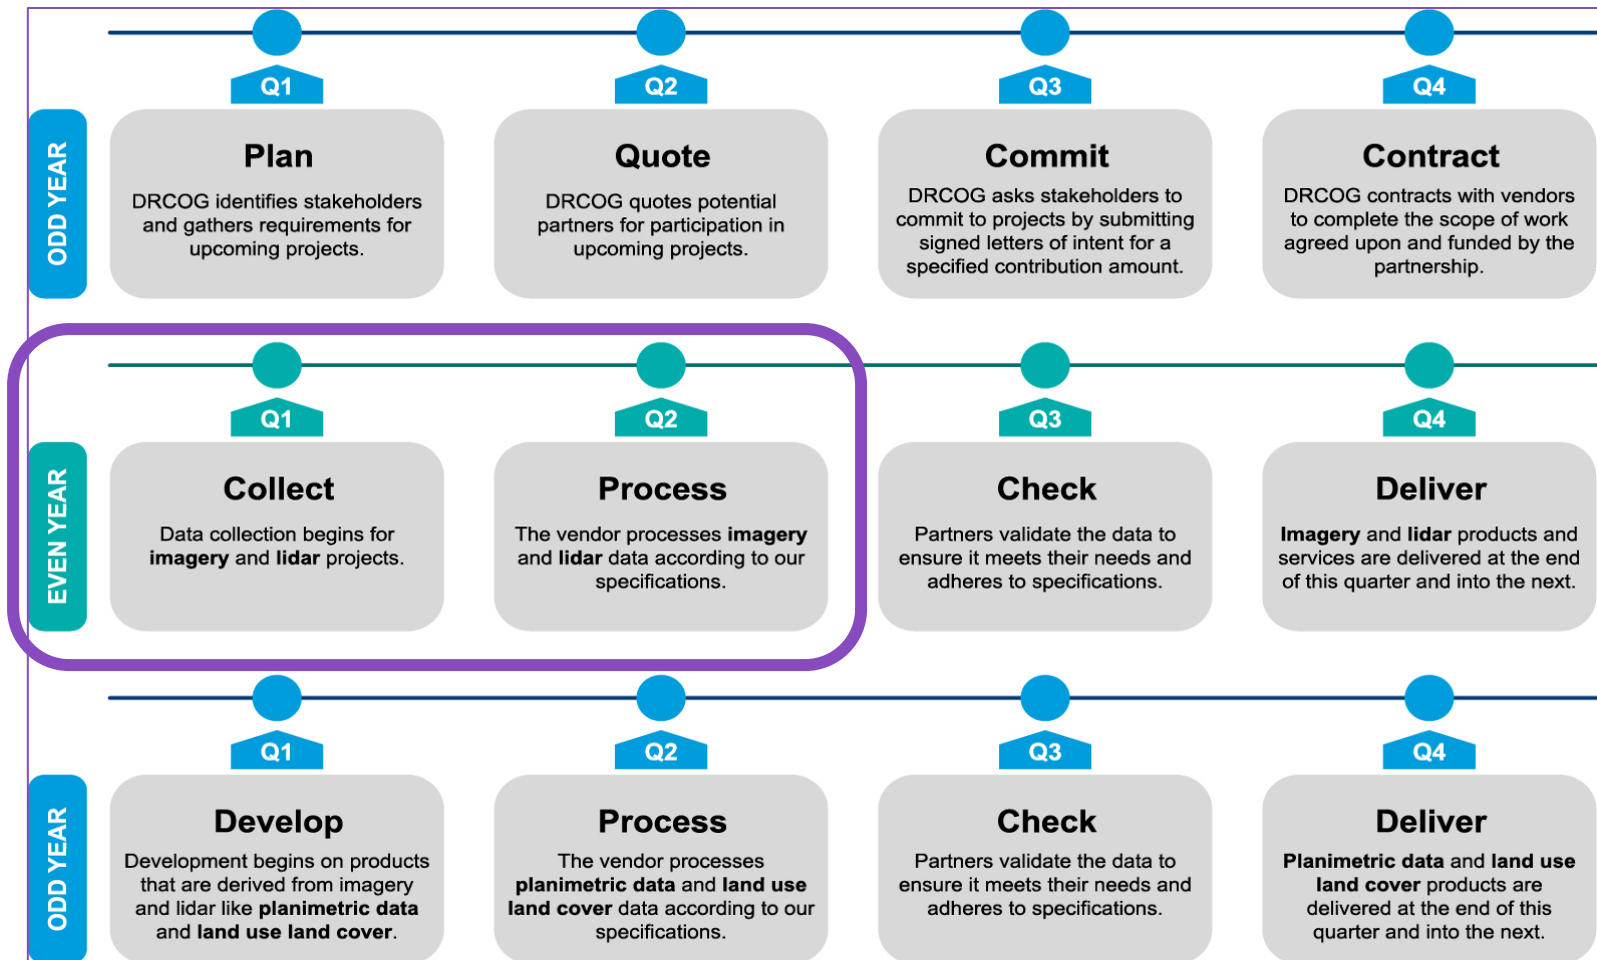 Q1
Q2
Q3
Q4
ODD YEAR
Plan
DRCOG identifies stakeholders
and gathers requirements for
upcoming projects.
Quote
DRCOG quotes potential
partners for participation in
upcoming projects.
Commit
DRCOG asks stakeholders to
commit to projects by submitting
signed letters of intent for a
specified contribution amount.
Contract
DRCOG contracts with vendors
to complete the scope of work
agreed upon and funded by the
partnership.
Q1
Q2
Q3
Q4
EVEN YEAR
Collect
Data collection begins for
imagery and lidar projects.
Process
The vendor processes imagery
and lidar data according to our
specifications.
Check
Partners validate the data to
ensure it meets their needs and
adheres to specifications.
Deliver
Imagery and lidar products and
services are delivered at the end
of this quarter and into the next.
Q1
Q2
Q3
Q4
ODD YEAR
Develop
Development begins on products
that are derived from imagery
and lidar like planimetric data
and land use land cover.
Process
The vendor processes
planimetric data and land use
land cover data according to our
specifications.
Check
Partners validate the data to
ensure it meets their needs and
adheres to specifications.
Deliver
Planimetric data and land use
land cover products are
delivered at the end of this
quarter and into the next.